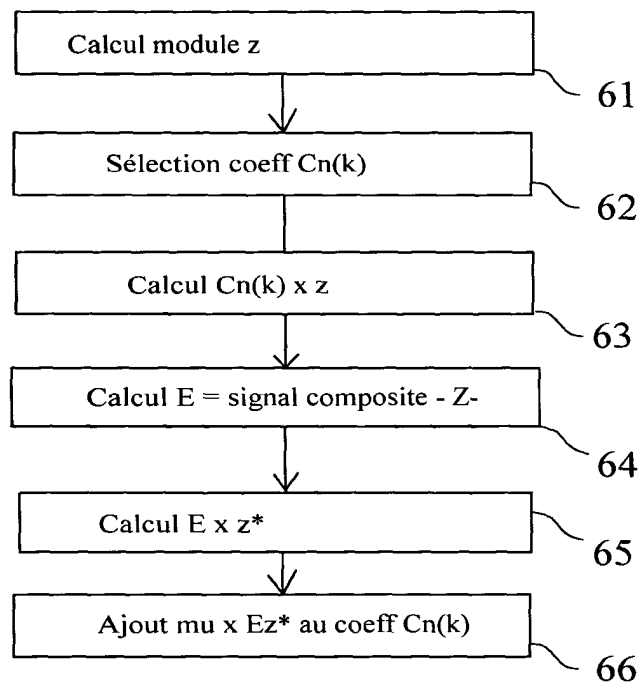 Calcul module z
61
Sélection coeff Cn(k)
62
Calcul Cn(k) x z
63
Calcul E = signal composite - Z-
64
Calcul E x z*
65
Ajout mu x Ez* au coeff Cn(k)
66